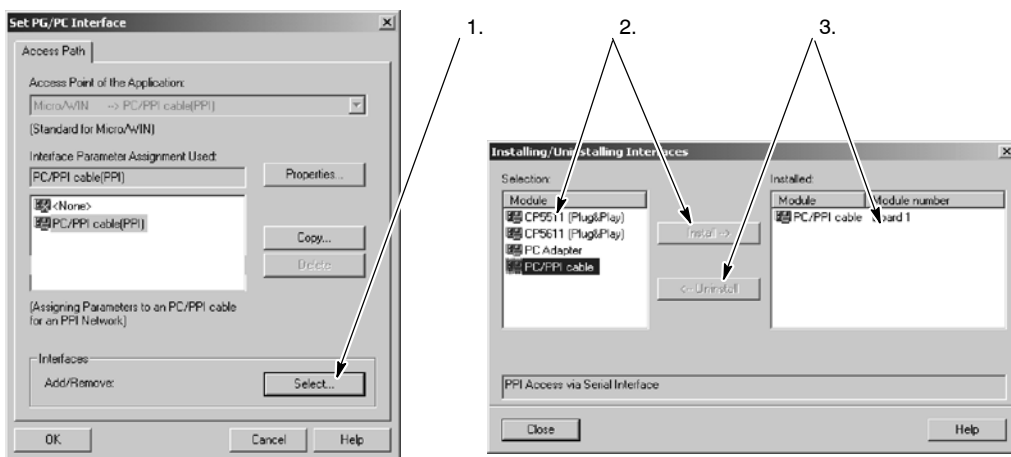 Set PG/PC Interface
Access Path
Access Point of the Application:
Micro/WIN --> PC/PPI cable(PPI)
(Standard for Micro/WIN)
Interface Parameter Assignment Used:
PC/PPI cable(PPI)
Properties...
<None>
PC/PPI cable(PPI)
Copy...
Delete
(Assigning Parameters to an PC/PPI cable
for an PPI Network)
Interfaces
Add/Remove:
Select...
OK
Cancel
Help
1.
2.
3.
Installing/Uninstalling Interfaces
Selection:
Module
CP5511 (Plug&Play)
CP5611 (Plug&Play)
PC Adapter
PC/PPI cable
Install -->
<-- Uninstall
Installed:
Module Module number
PC/PPI cable Board 1
PPI Access via Serial Interface
Close
Help